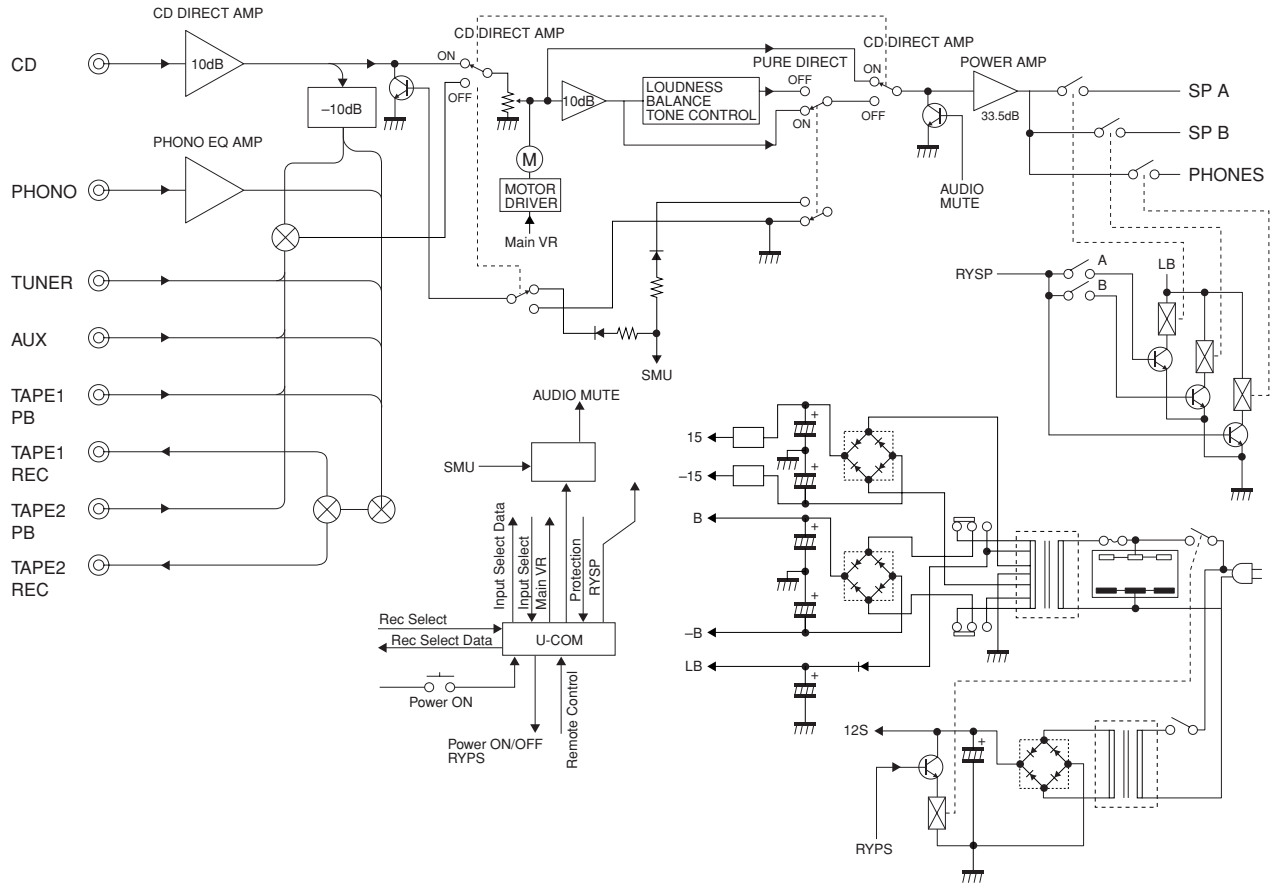 CD DIRECT AMP
CD
10dB
–10dB
PHONO EQ AMP
PHONO
TUNER
AUX
TAPE1
PB
TAPE1
REC
TAPE2
PB
TAPE2
REC
CD DIRECT AMP
ON
OFF
10dB
M
MOTOR
DRIVER
Main VR
LOUDNESS
BALANCE
TONE CONTROL
PURE DIRECT
OFF
ON
CD DIRECT AMP
ON
OFF
POWER AMP
33.5dB
AUDIO
MUTE
SP A
SP B
PHONES
SMU
RYSP
A
B
LB
AUDIO MUTE
SMU
Input Select Data
Input Select
Main VR
Protection
RYSP
Rec Select
Rec Select Data
U-COM
Power ON
Power ON/OFF
RYPS
Remote Control
15
+
–15
+
B
+
+
–B
LB
+
12S
+
RYPS